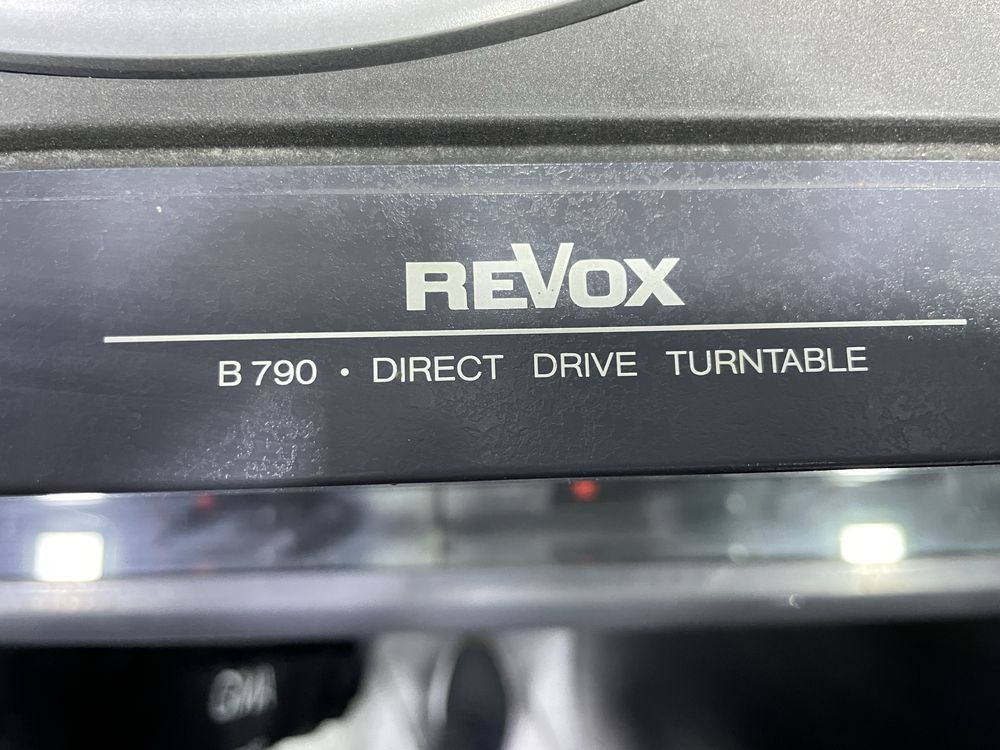 REVOX
B 790 • DIRECT DRIVE TURNTABLE